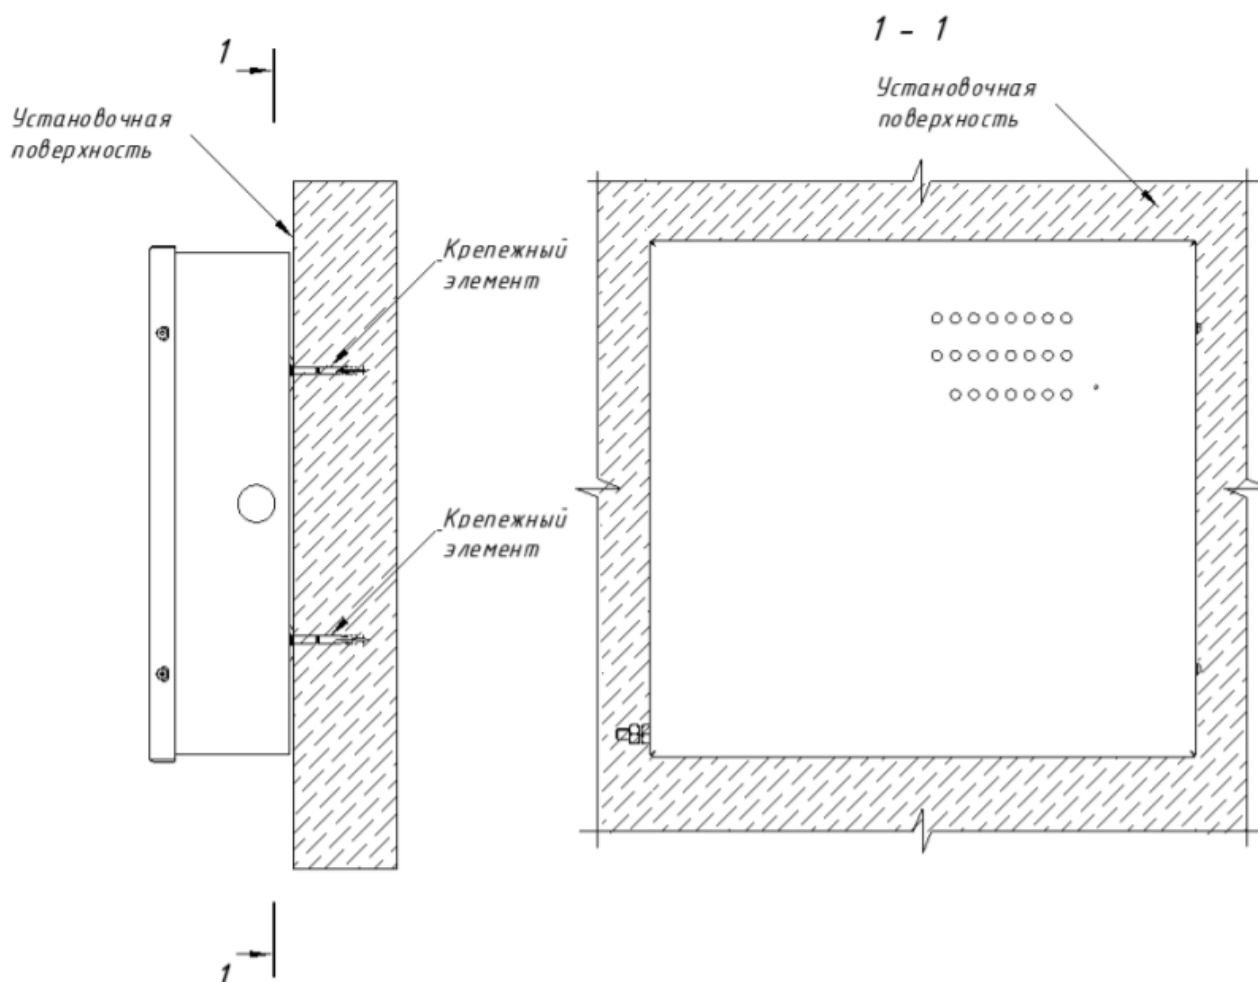 1
Установочная
поверхность
Крепежный
элемент
Крепежный
элемент
1
1 - 1
Установочная
поверхность